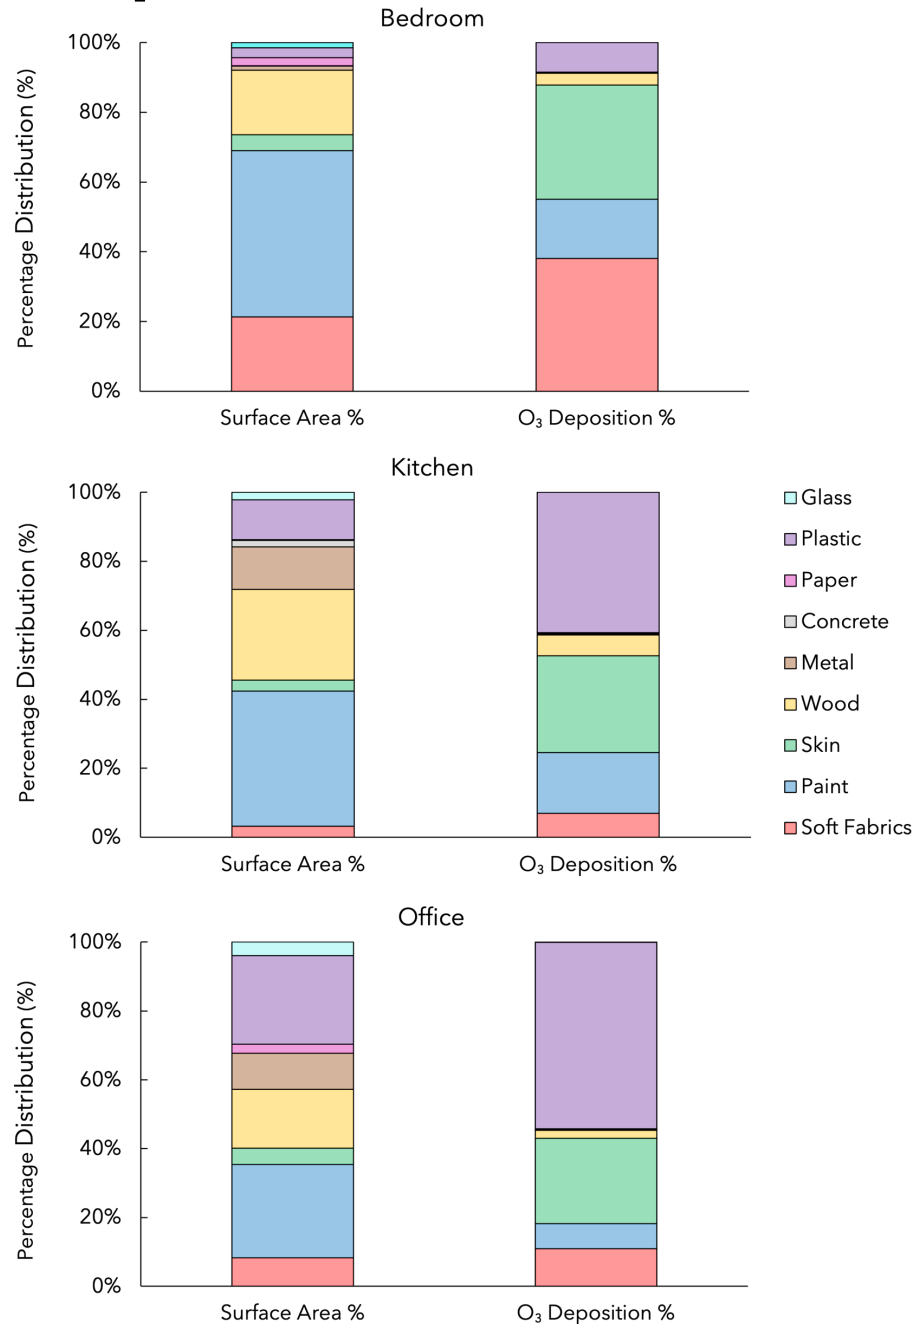 Bedroom
Percentage Distribution (%)
100%
80%
60%
40%
20%
0%
Surface Area %
O₃ Deposition %
Kitchen
Percentage Distribution (%)
100%
80%
60%
40%
20%
0%
Surface Area %
O₃ Deposition %
Glass
Plastic
Paper
Concrete
Metal
Wood
Skin
Paint
Soft Fabrics
Office
Percentage Distribution (%)
100%
80%
60%
40%
20%
0%
Surface Area %
O₃ Deposition %